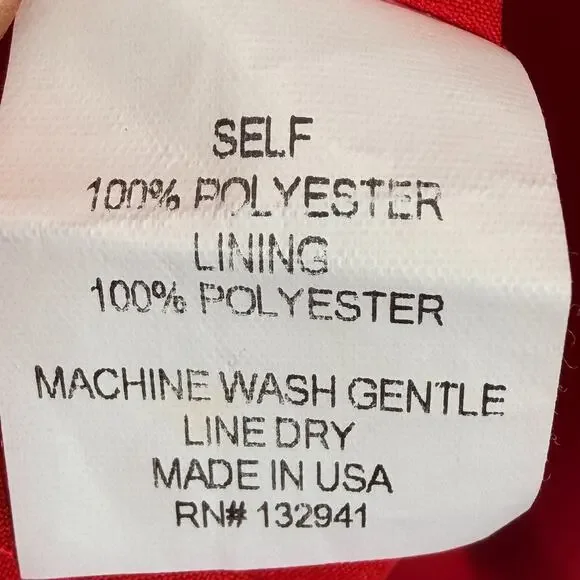 SELF
100% POLYESTER
LINING
100% POLYESTER
MACHINE WASH GENTLE
LINE DRY
MADE IN USA
RN# 132941